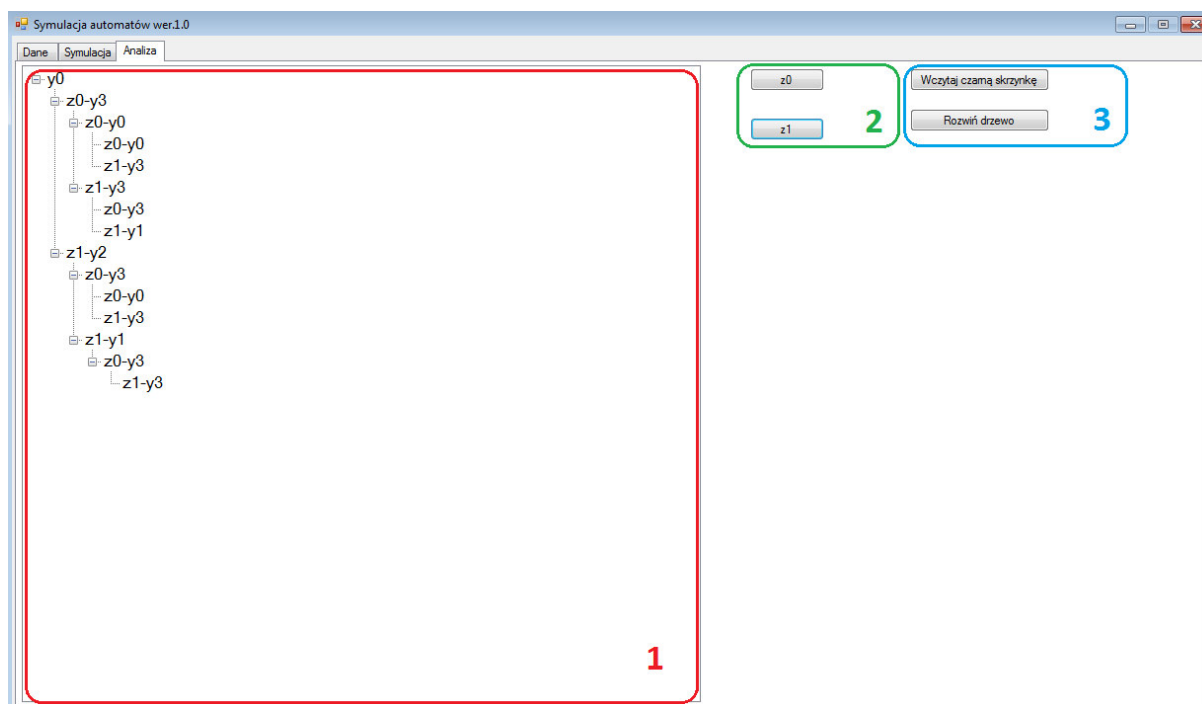 Symulacja automatów wer.1.0
Dane Symulacja Analiza
y0
z0-y3
z0-y0
z0-y0
z1-y3
z1-y3
z0-y3
z1-y1
z1-y2
z0-y3
z0-y0
z1-y3
z1-y1
z0-y3
z1-y3
1
z0
z1
2
Wczytaj czarną skrzynkę
Rozwiń drzewo
3